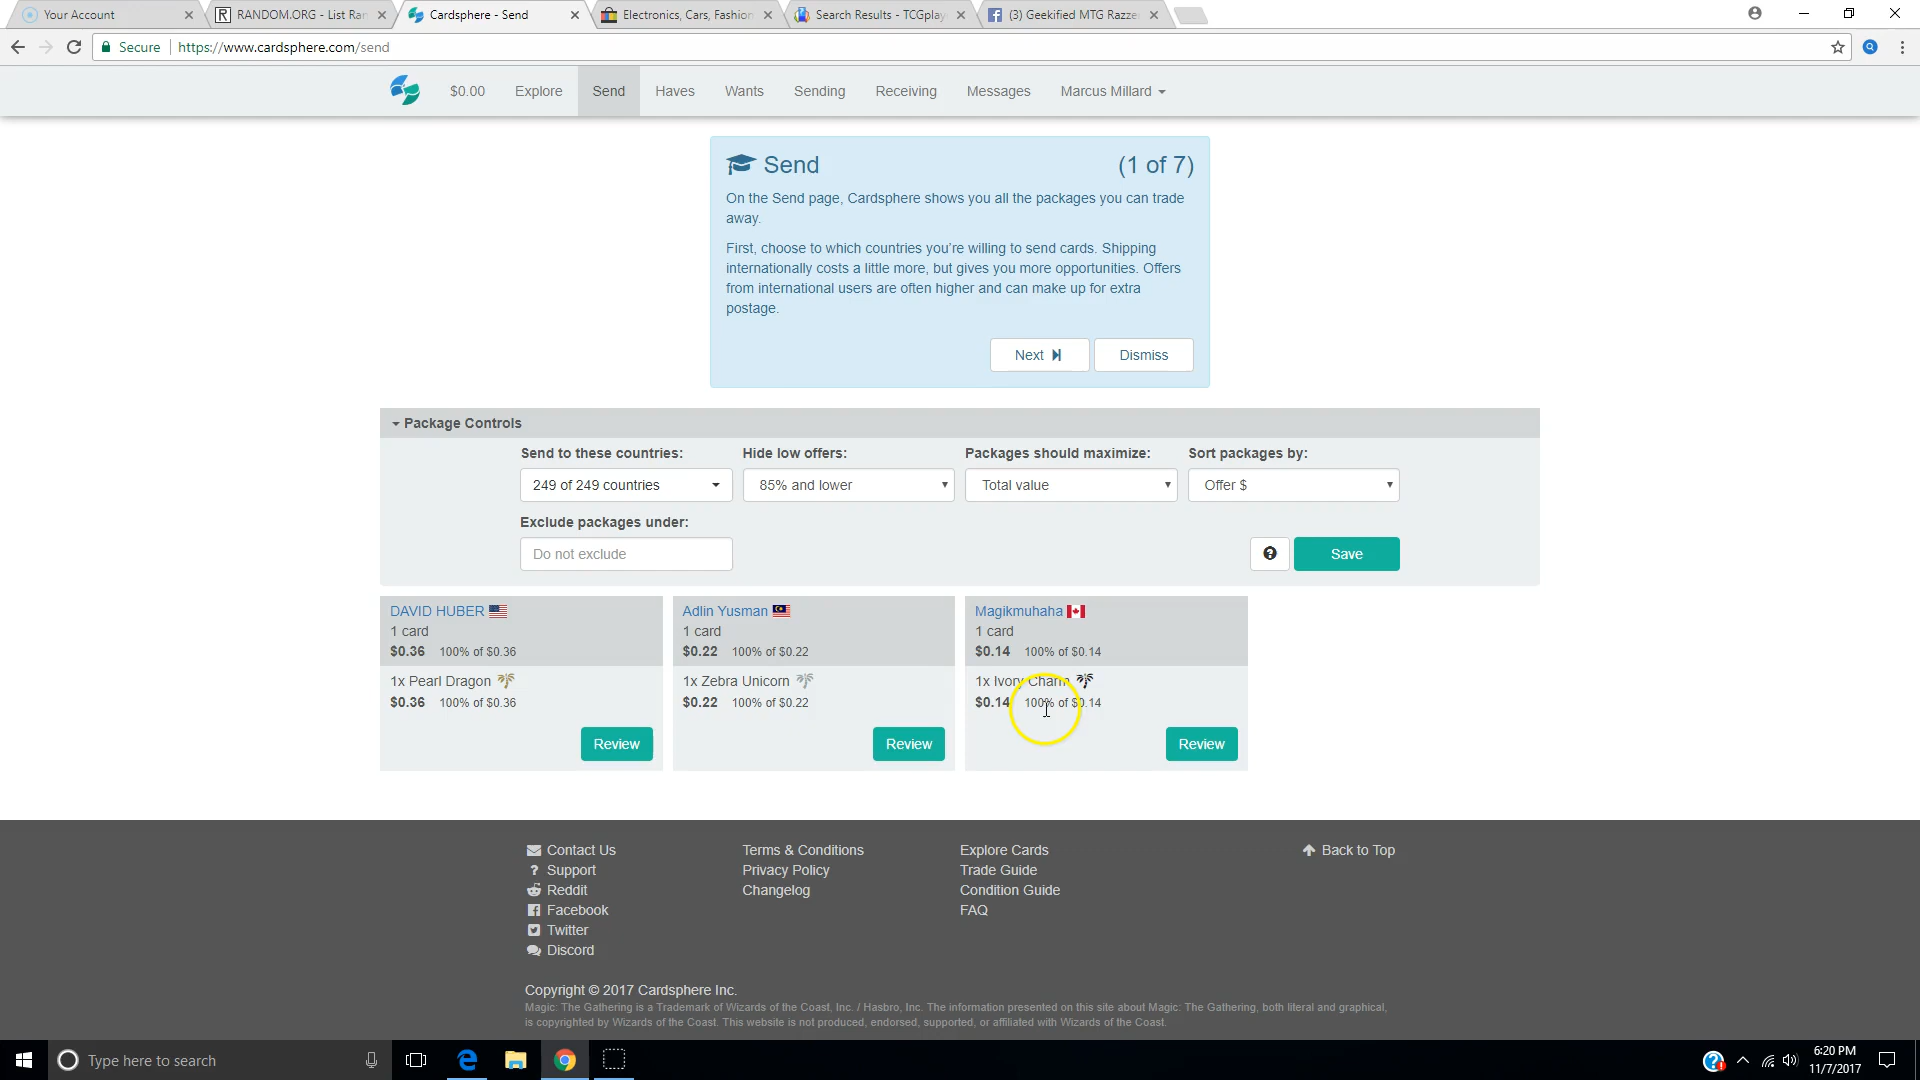 Your Account
RANDOM.ORG - List Ran
Cardsphere - Send
Electronics, Cars, Fashion
Search Results - TCGplay
(3) Geekified MTG Razze
Secure
https://www.cardsphere.com/send
$0.00
Explore
Send
Haves
Wants
Sending
Receiving
Messages
Marcus Millard
Send (1 of 7)
On the Send page, Cardsphere shows you all the packages you can trade
away.
First, choose to which countries you're willing to send cards. Shipping
internationally costs a little more, but gives you more opportunities. Offers
from international users are often higher and can make up for extra
postage.
Next Dismiss
Package Controls
Send to these countries: Hide low offers: Packages should maximize: Sort packages by:
249 of 249 countries 85% and lower Total value Offer $
Exclude packages under:
Do not exclude
Save
DAVID HUBER
1 card
$0.36 100% of $0.36
1x Pearl Dragon
$0.36 100% of $0.36
Review
Adlin Yusman
1 card
$0.22 100% of $0.22
1x Zebra Unicorn
$0.22 100% of $0.22
Review
Magikmuhaha
1 card
$0.14 100% of $0.14
1x Ivory Charm
$0.14 100% of $0.14
Review
Contact Us
Support
Reddit
Facebook
Twitter
Discord
Terms & Conditions
Privacy Policy
Changelog
Explore Cards
Trade Guide
Condition Guide
FAQ
Back to Top
Copyright © 2017 Cardsphere Inc.
Magic: The Gathering is a Trademark of Wizards of the Coast, Inc. / Hasbro, Inc. The information presented on this site about Magic: The Gathering, both literal and graphical,
is copyrighted by Wizards of the Coast. This website is not produced, endorsed, supported, or affiliated with Wizards of the Coast.
Type here to search
6:20 PM
11/7/2017